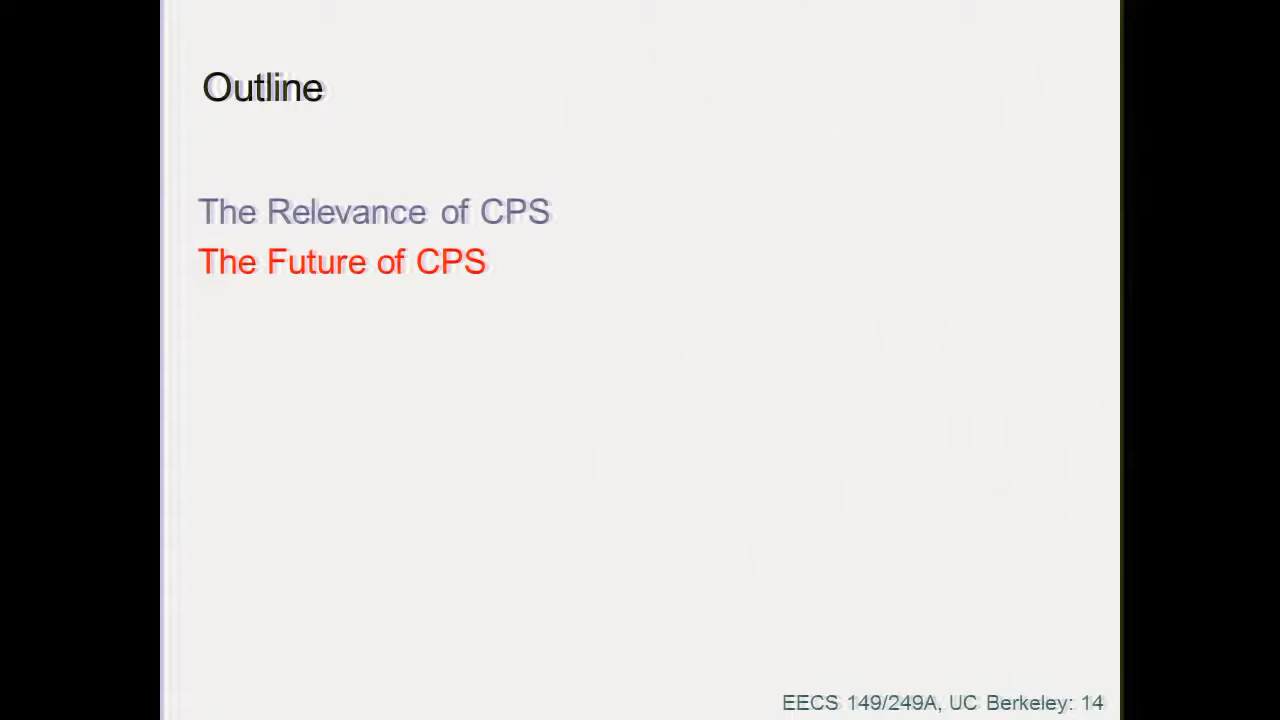 Outline
The Relevance of CPS
The Future of CPS
EECS 149/249A, UC Berkeley: 14